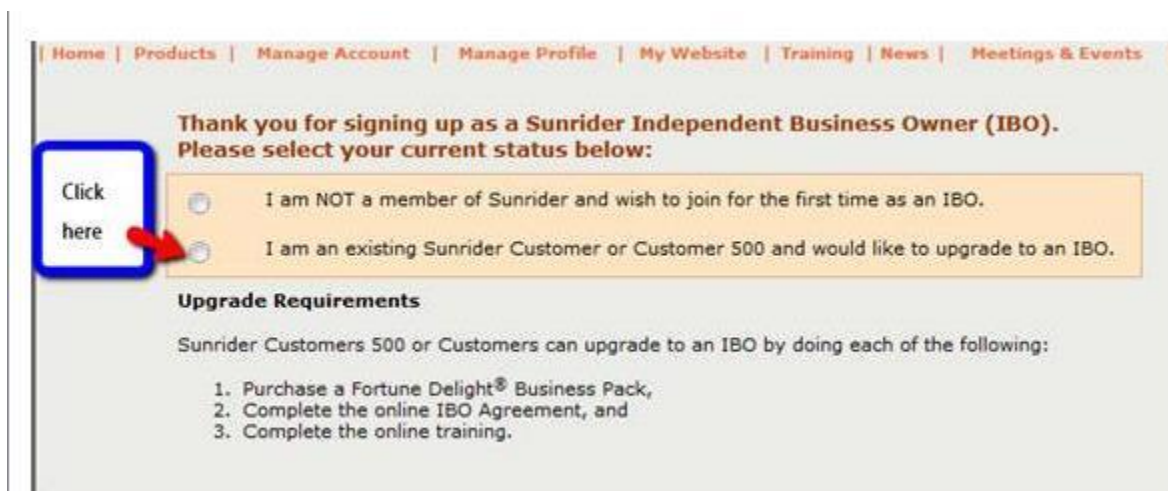 | Home | Products | Manage Account | Manage Profile | My Website | Training | News | Meetings & Events
Thank you for signing up as a Sunrider Independent Business Owner (IBO).
Please select your current status below:
Click
here
I am NOT a member of Sunrider and wish to join for the first time as an IBO.
I am an existing Sunrider Customer or Customer 500 and would like to upgrade to an IBO.
Upgrade Requirements
Sunrider Customers 500 or Customers can upgrade to an IBO by doing each of the following:
1. Purchase a Fortune Delight® Business Pack,
2. Complete the online IBO Agreement, and
3. Complete the online training.